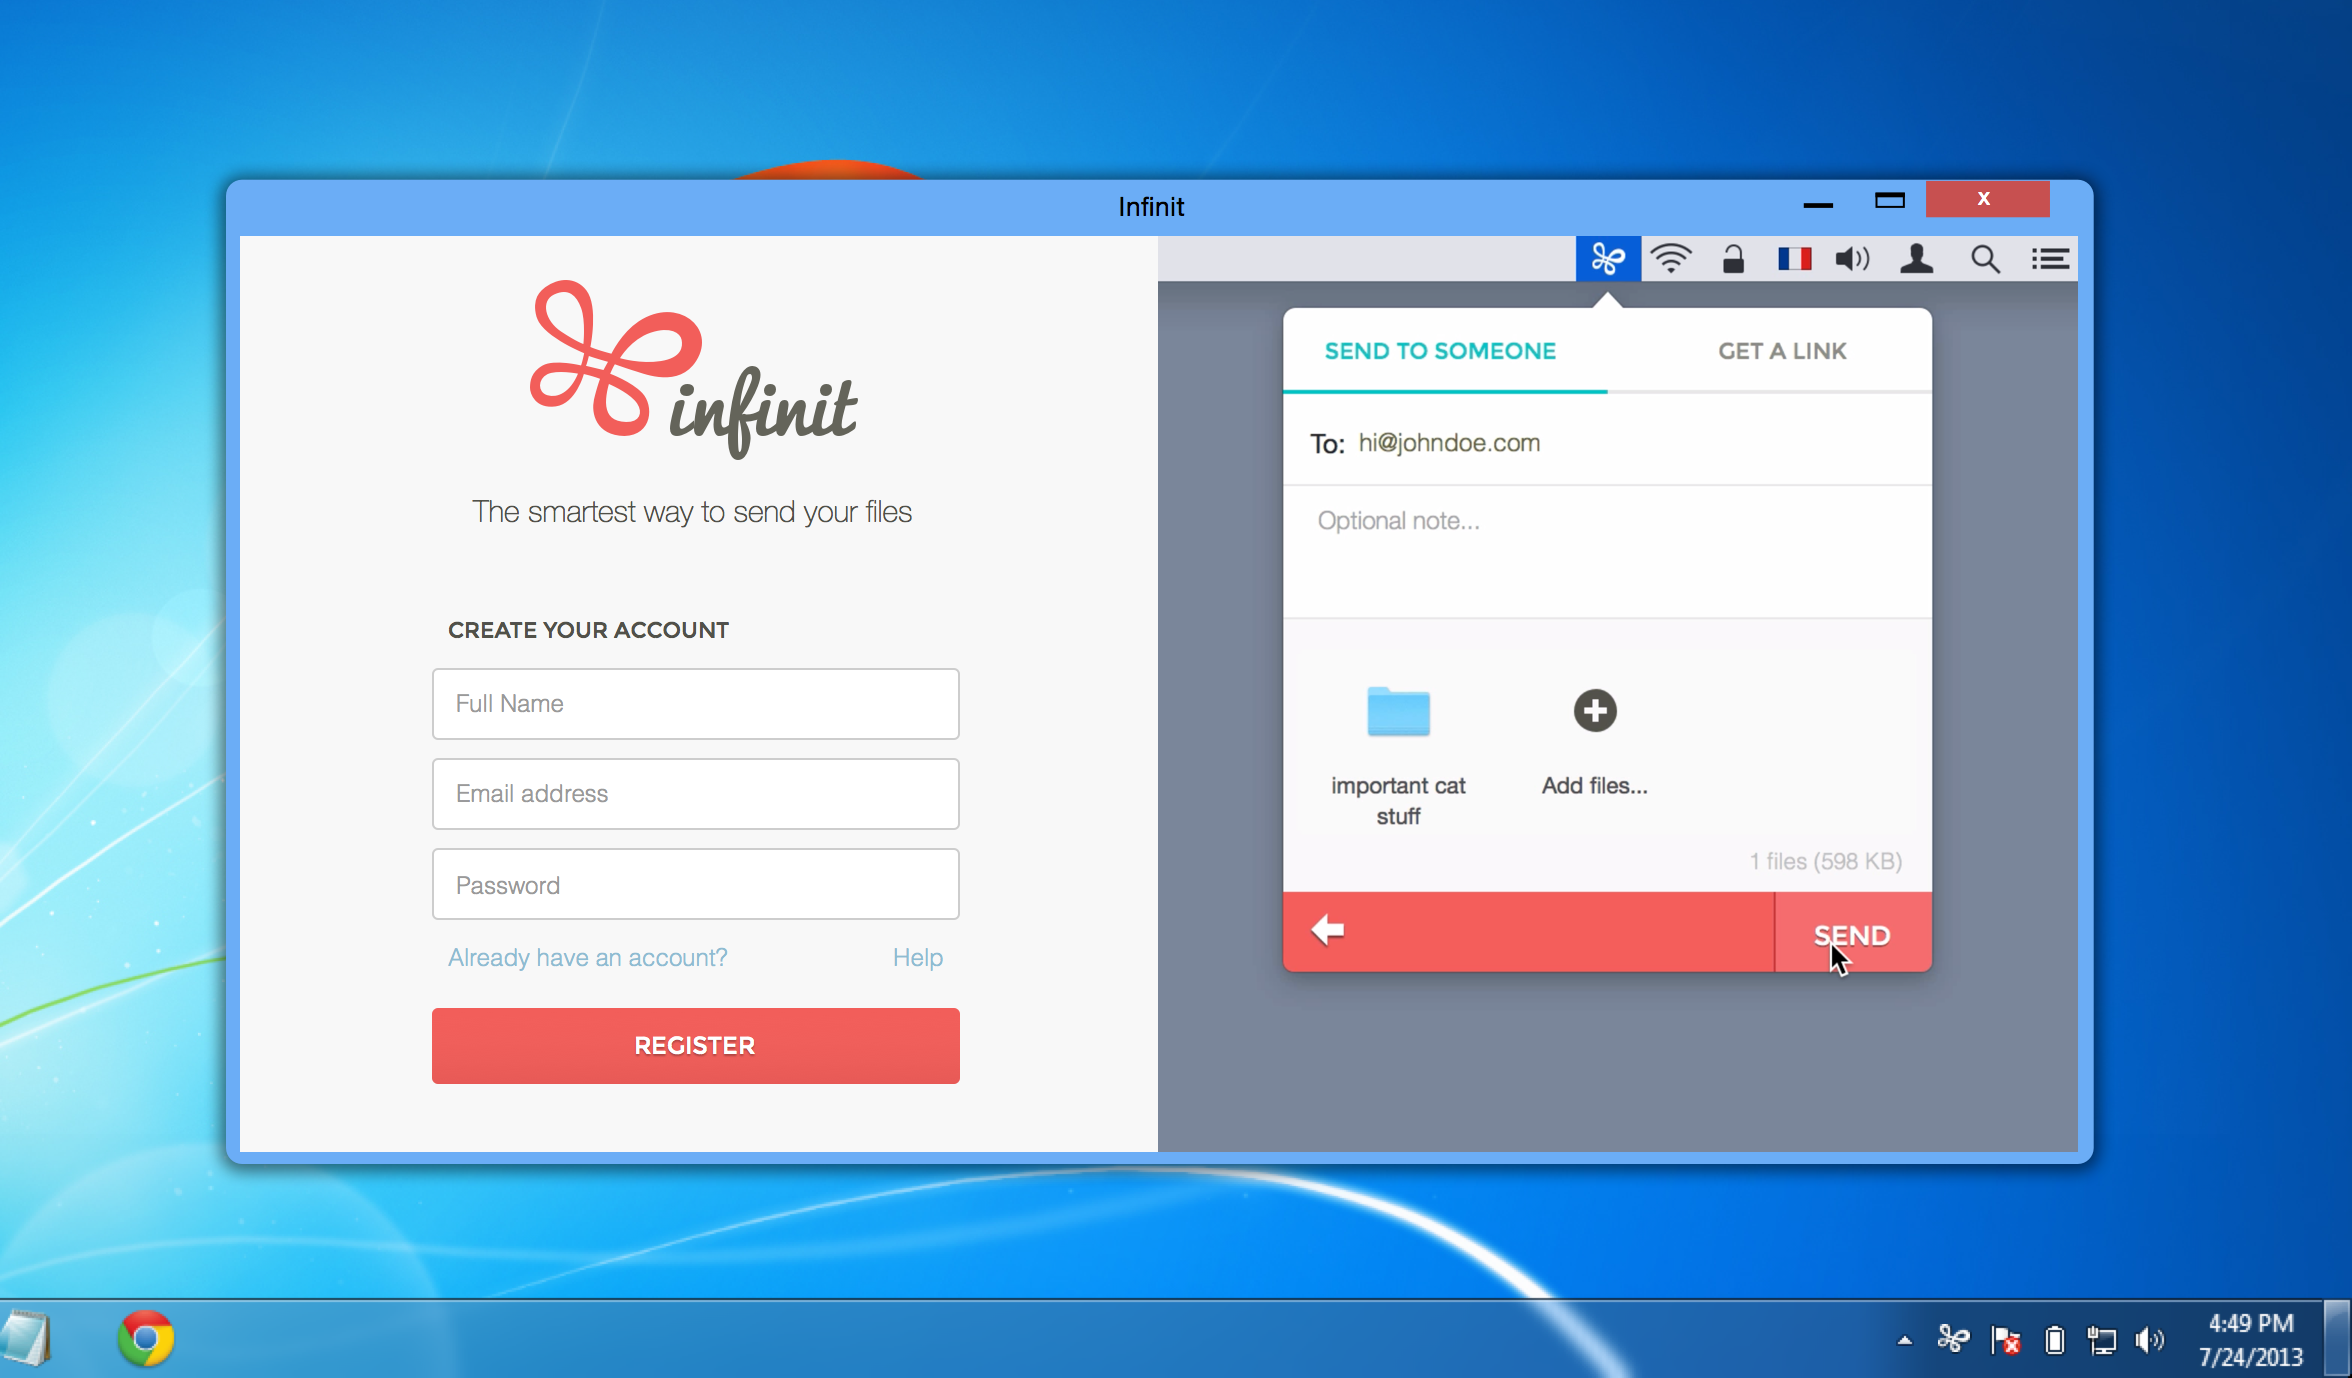 Infinit
x
infinit
The smartest way to send your files
CREATE YOUR ACCOUNT
Full Name
Email address
Password
Already have an account? Help
REGISTER
SEND TO SOMEONE GET A LINK
To: hi@johndoe.com
Optional note...
important cat
stuff
Add files...
1 files (598 KB)
SEND
4:49 PM
7/24/2013